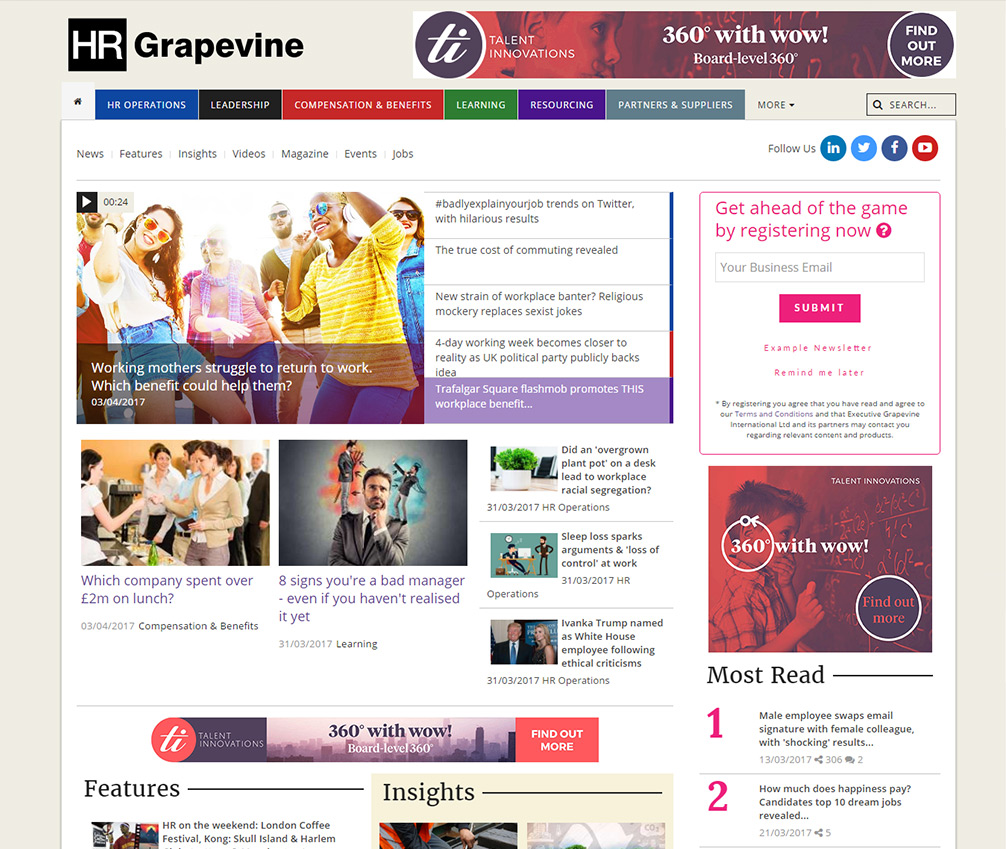 HR Grapevine
ti TALENT
INNOVATIONS
360° with wow!
Board-level 360°
FIND
OUT
MORE
HR OPERATIONS LEADERSHIP COMPENSATION & BENEFITS LEARNING RESOURCING PARTNERS & SUPPLIERS MORE SEARCH...
News Features Insights Videos Magazine Events Jobs
Follow Us in f
00:24
Working mothers struggle to return to work.
Which benefit could help them?
03/04/2017
#badlyexplainyourjob trends on Twitter,
with hilarious results
The true cost of commuting revealed
New strain of workplace banter? Religious
mockery replaces sexist jokes
4-day working week becomes closer to
reality as UK political party publicly backs
idea
Trafalgar Square flashmob promotes THIS
workplace benefit...
Get ahead of the game
by registering now ?
Your Business Email
SUBMIT
Example Newsletter
Remind me later
* By registering you agree that you have read and agree to
our Terms and Conditions and that Executive Grapevine
International Ltd and its partners may contact you
regarding relevant content and products.
Which company spent over
£2m on lunch?
03/04/2017 Compensation & Benefits
8 signs you're a bad manager
- even if you haven't realised
it yet
31/03/2017 Learning
Did an 'overgrown
plant pot' on a desk
lead to workplace
racial segregation?
31/03/2017 HR Operations
Sleep loss sparks
arguments & 'loss of
control' at work
31/03/2017 HR
Operations
Ivanka Trump named
as White House
employee following
ethical criticisms
31/03/2017 HR Operations
TALENT INNOVATIONS
360° with wow!
Find out
more
Most Read
1
Male employee swaps email
signature with female colleague,
with 'shocking' results...
13/03/2017 306 2
2
How much does happiness pay?
Candidates top 10 dream jobs
revealed...
21/03/2017 5
ti TALENT
INNOVATIONS
360° with wow!
Board-level 360°
FIND OUT
MORE
Features
HR on the weekend: London Coffee
Festival, Kong: Skull Island & Harlem
Insights